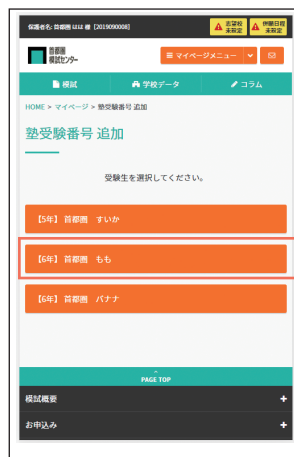 保護者名: 首都圏 はは 様 [2019090008]
志望校
未設定
併願日程
未設定
首都圏
模試センター
マイページメニュー
模試
学校データ
コラム
HOME > マイページ > 塾受験番号 追加
塾受験番号 追加
受験生を選択してください。
【5年】 首都圏 すいか
【6年】 首都圏 もも
【6年】 首都圏 バナナ
PAGE TOP
模試概要 +
お申込み +